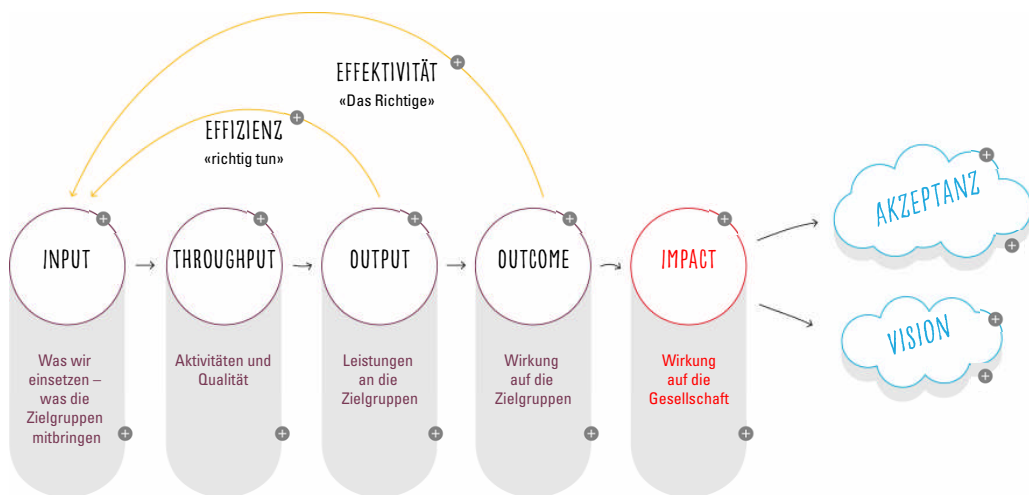 EFFEKTIVITÄT
«Das Richtige»
EFFIZIENZ
«richtig tun»
INPUT
THROUGHPUT
OUTPUT
OUTCOME
IMPACT
AKZEPTANZ
VISION
Was wir
einsetzen –
was die
Zielgruppen
mitbringen
Aktivitäten und
Qualität
Leistungen
an die
Zielgruppen
Wirkung
auf die
Zielgruppen
Wirkung
auf die
Gesellschaft